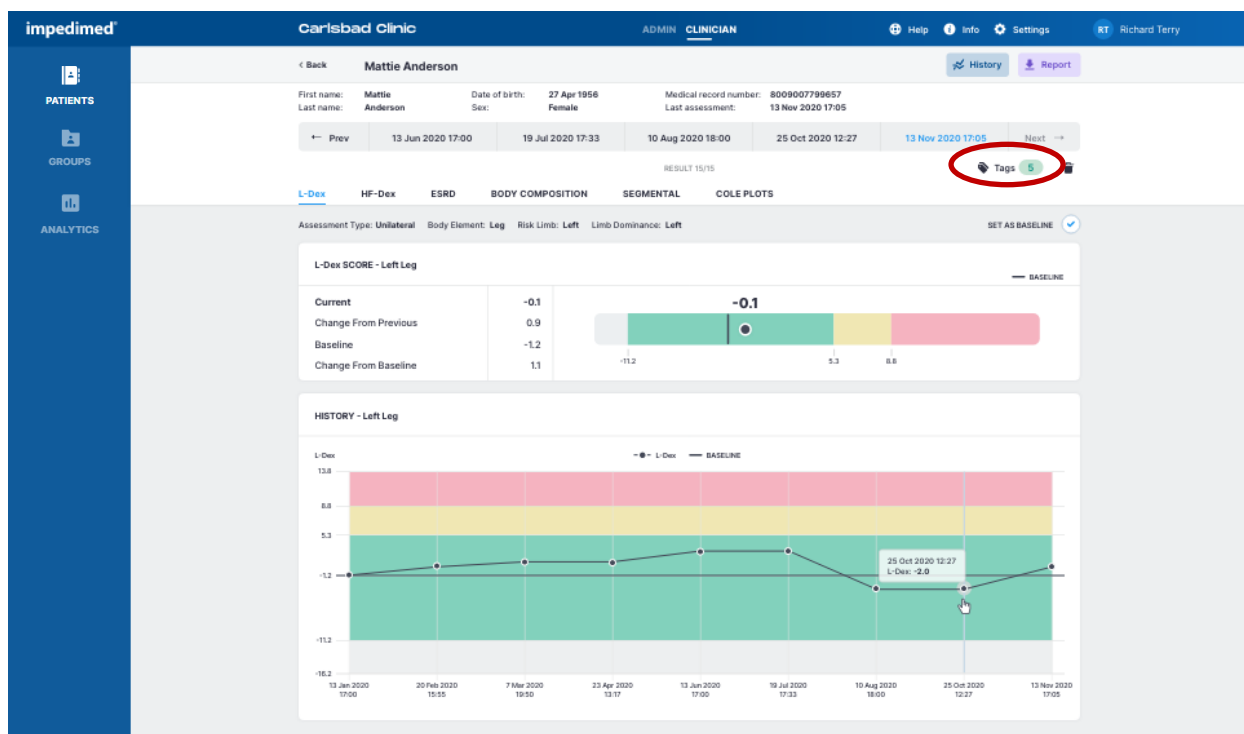 impedimed®
Carlsbad Clinic
ADMIN CLINICIAN
Help Info Settings
RT Richard Terry
PATIENTS
GROUPS
ANALYTICS
< Back Mattie Anderson
History Report
First name: Mattie Date of birth: 27 Apr 1956 Medical record number: 8009007799657
Last name: Anderson Sex: Female Last assessment: 13 Nov 2020 17:05
← Prev 13 Jun 2020 17:00 19 Jul 2020 17:33 10 Aug 2020 18:00 25 Oct 2020 12:27 13 Nov 2020 17:05 Next →
RESULT 15/15
Tags 5
L-Dex HF-Dex ESRD BODY COMPOSITION SEGMENTAL COLE PLOTS
Assessment Type: Unilateral Body Element: Leg Risk Limb: Left Limb Dominance: Left
SET AS BASELINE
L-Dex SCORE - Left Leg
BASELINE
Current -0.1
Change From Previous 0.9
Baseline -1.2
Change From Baseline 1.1
-0.1
-11.2 5.3 8.8
HISTORY - Left Leg
L-Dex
L-Dex BASELINE
13.8
8.8
5.3
-1.2
-11.2
-16.2
25 Oct 2020 12:27
L-Dex: -2.0
13 Jan 2020 20 Feb 2020 7 Mar 2020 23 Apr 2020 13 Jun 2020 19 Jul 2020 10 Aug 2020 25 Oct 2020 13 Nov 2020
17:00 15:55 19:50 13:17 17:00 17:33 18:00 12:27 17:05